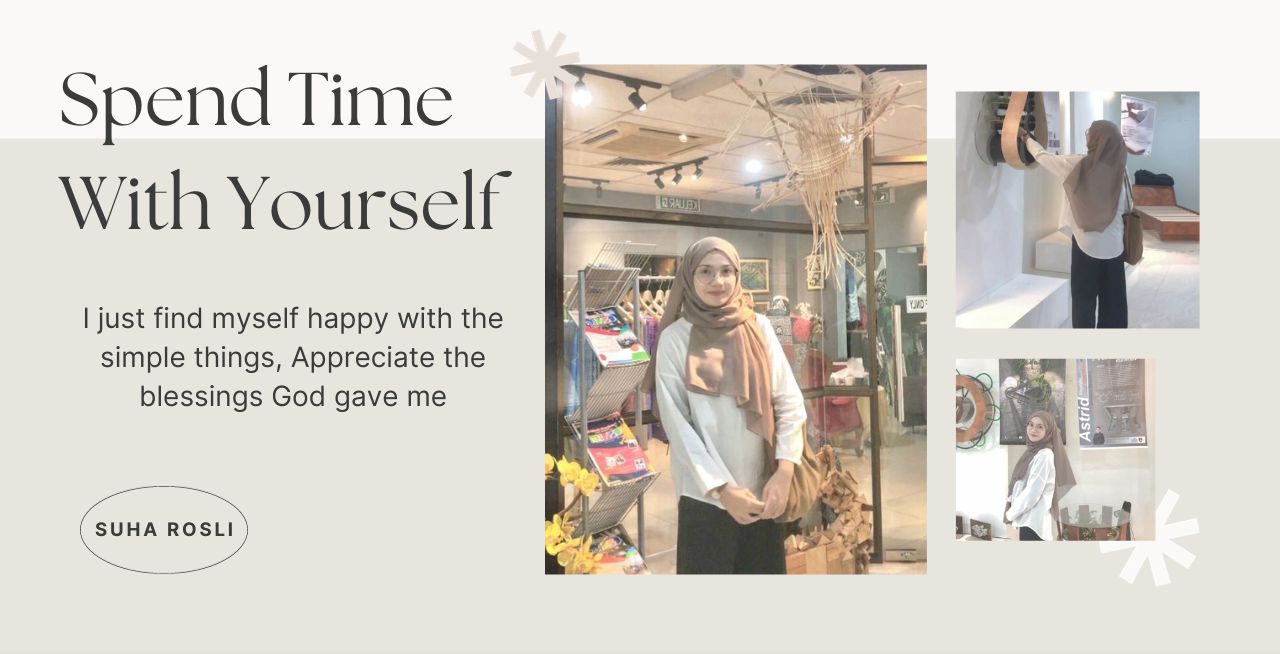 Spend Time
With Yourself
I just find myself happy with the
simple things, Appreciate the
blessings God gave me
SUHA ROSLI
KELUAR
ONLY
Astrid